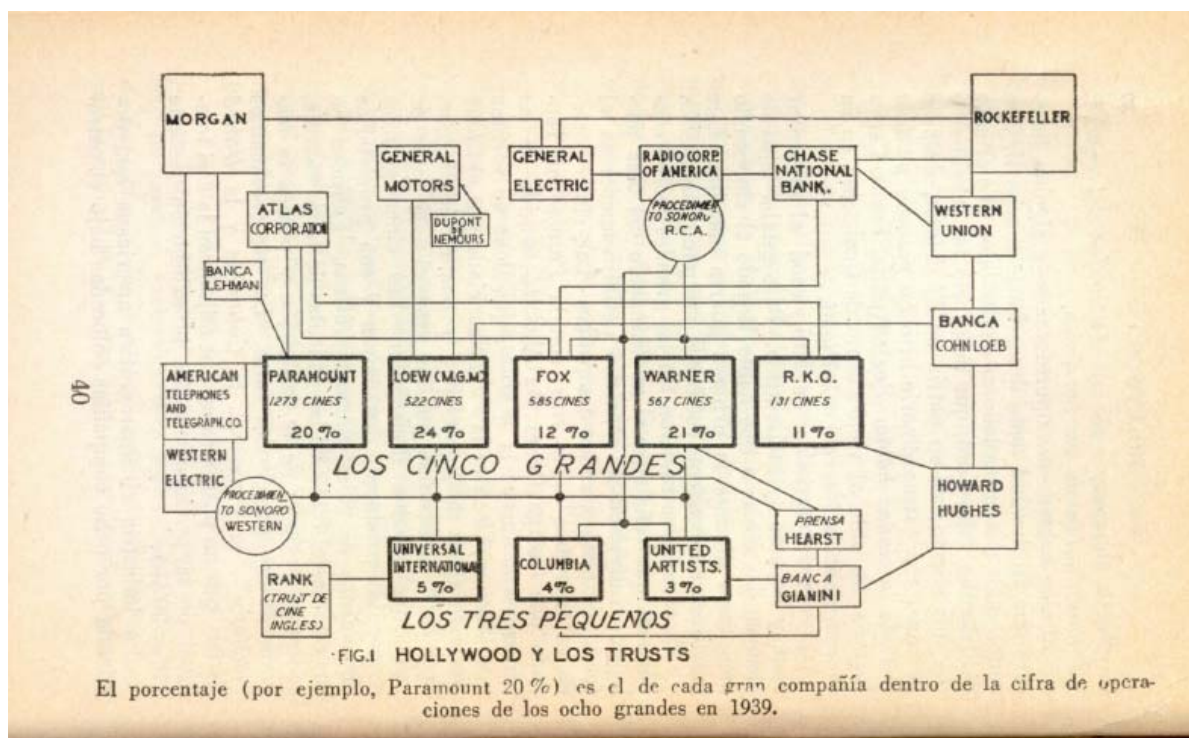 MORGAN
ROCKEFELLER
GENERAL
MOTORS
GENERAL
ELECTRIC
RADIO CORP.
OF AMERICA
CHASE
NATIONAL
BANK.
PROCEDIMIEN
TO SONORO
R.C.A.
ATLAS
CORPORATION
DUPONT
DE
NEMOURS
WESTERN
UNION
BANCA
LEHMAN
BANCA
COHN LOEB
AMERICAN
TELEPHONES
AND
TELEGRAPH.CO.
PARAMOUNT
1273 CINES
20 %
LOEW (M.G.M.)
522 CINES
24 %
FOX
585 CINES
12 %
WARNER
567 CINES
21 %
R.K.O.
131 CINES
11 %
WESTERN
ELECTRIC
LOS CINCO GRANDES
PROCEDIMIEN
TO SONORO
WESTERN
HOWARD
HUGHES
PRENSA
HEARST
UNIVERSAL
INTERNATIONAL
5 %
COLUMBIA
4 %
UNITED
ARTISTS.
3 %
BANCA
GIANINI
RANK
(TRUST DE
CINE
INGLES)
LOS TRES PEQUEÑOS
FIG.1 HOLLYWOOD Y LOS TRUSTS
El porcentaje (por ejemplo, Paramount 20 %) es el de cada gran compañía dentro de la cifra de opera-
ciones de los ocho grandes en 1939.
40